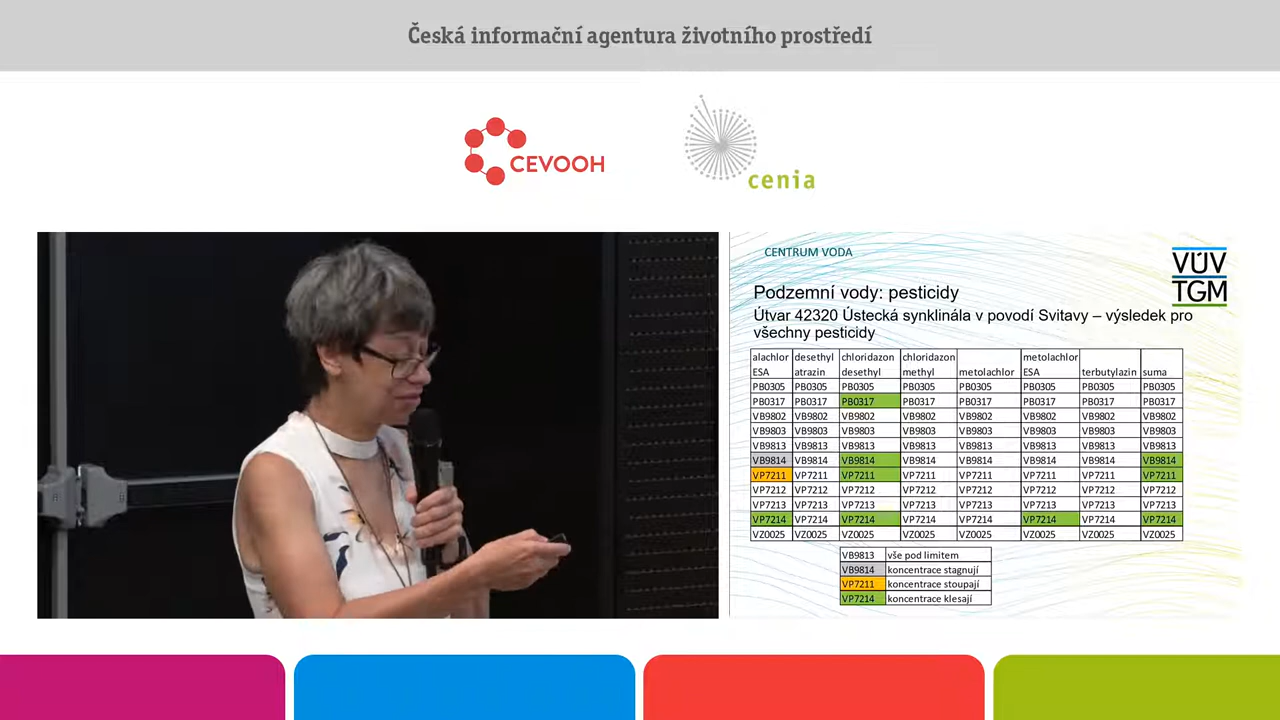 Česká informační agentura životního prostředí
CEVOOH
cenia
CENTRUM VODA
VÚV
TGM
Podzemní vody: pesticidy
Útvar 42320 Ústecká synklinála v povodí Svitavy – výsledek pro
všechny pesticidy
alachlor desethyl chloridazon chloridazon metolachlor
ESA atrazin desethyl methyl metolachlor ESA terbutylazin suma
PB0305 PB0305 PB0305 PB0305 PB0305 PB0305 PB0305 PB0305
PB0317 PB0317 PB0317 PB0317 PB0317 PB0317 PB0317 PB0317
VB9802 VB9802 VB9802 VB9802 VB9802 VB9802 VB9802 VB9802
VB9803 VB9803 VB9803 VB9803 VB9803 VB9803 VB9803 VB9803
VB9813 VB9813 VB9813 VB9813 VB9813 VB9813 VB9813 VB9813
VB9814 VB9814 VB9814 VB9814 VB9814 VB9814 VB9814 VB9814
VP7211 VP7211 VP7211 VP7211 VP7211 VP7211 VP7211 VP7211
VP7212 VP7212 VP7212 VP7212 VP7212 VP7212 VP7212 VP7212
VP7213 VP7213 VP7213 VP7213 VP7213 VP7213 VP7213 VP7213
VP7214 VP7214 VP7214 VP7214 VP7214 VP7214 VP7214 VP7214
VZ0025 VZ0025 VZ0025 VZ0025 VZ0025 VZ0025 VZ0025 VZ0025
VB9813 vše pod limitem
VB9814 koncentrace stagnují
VP7211 koncentrace stoupají
VP7214 koncentrace klesají